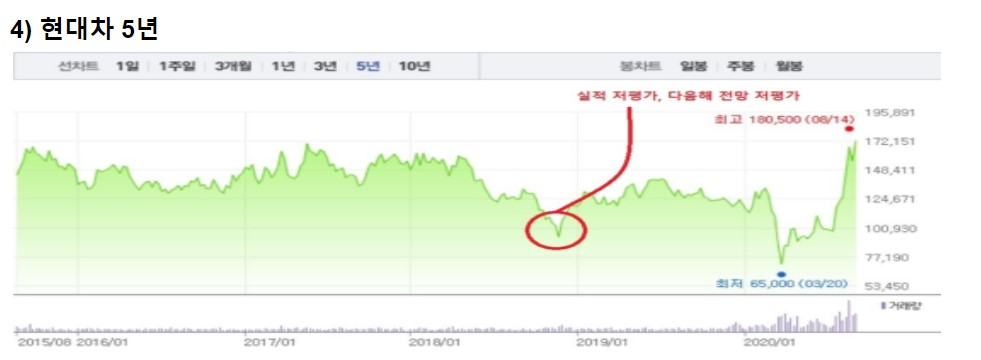 4) 현대차 5년
선차트 1일 1주일 3개월 1년 3년 5년 10년 봉차트 일봉 주봉 월봉
실적 저평가, 다음해 전망 저평가
최고 180,500 (08/14)
195,891
172,151
148,411
124,671
100,930
77,190
53,450
최저 65,000 (03/20)
거래량
2015/08 2016/01 2017/01 2018/01 2019/01 2020/01